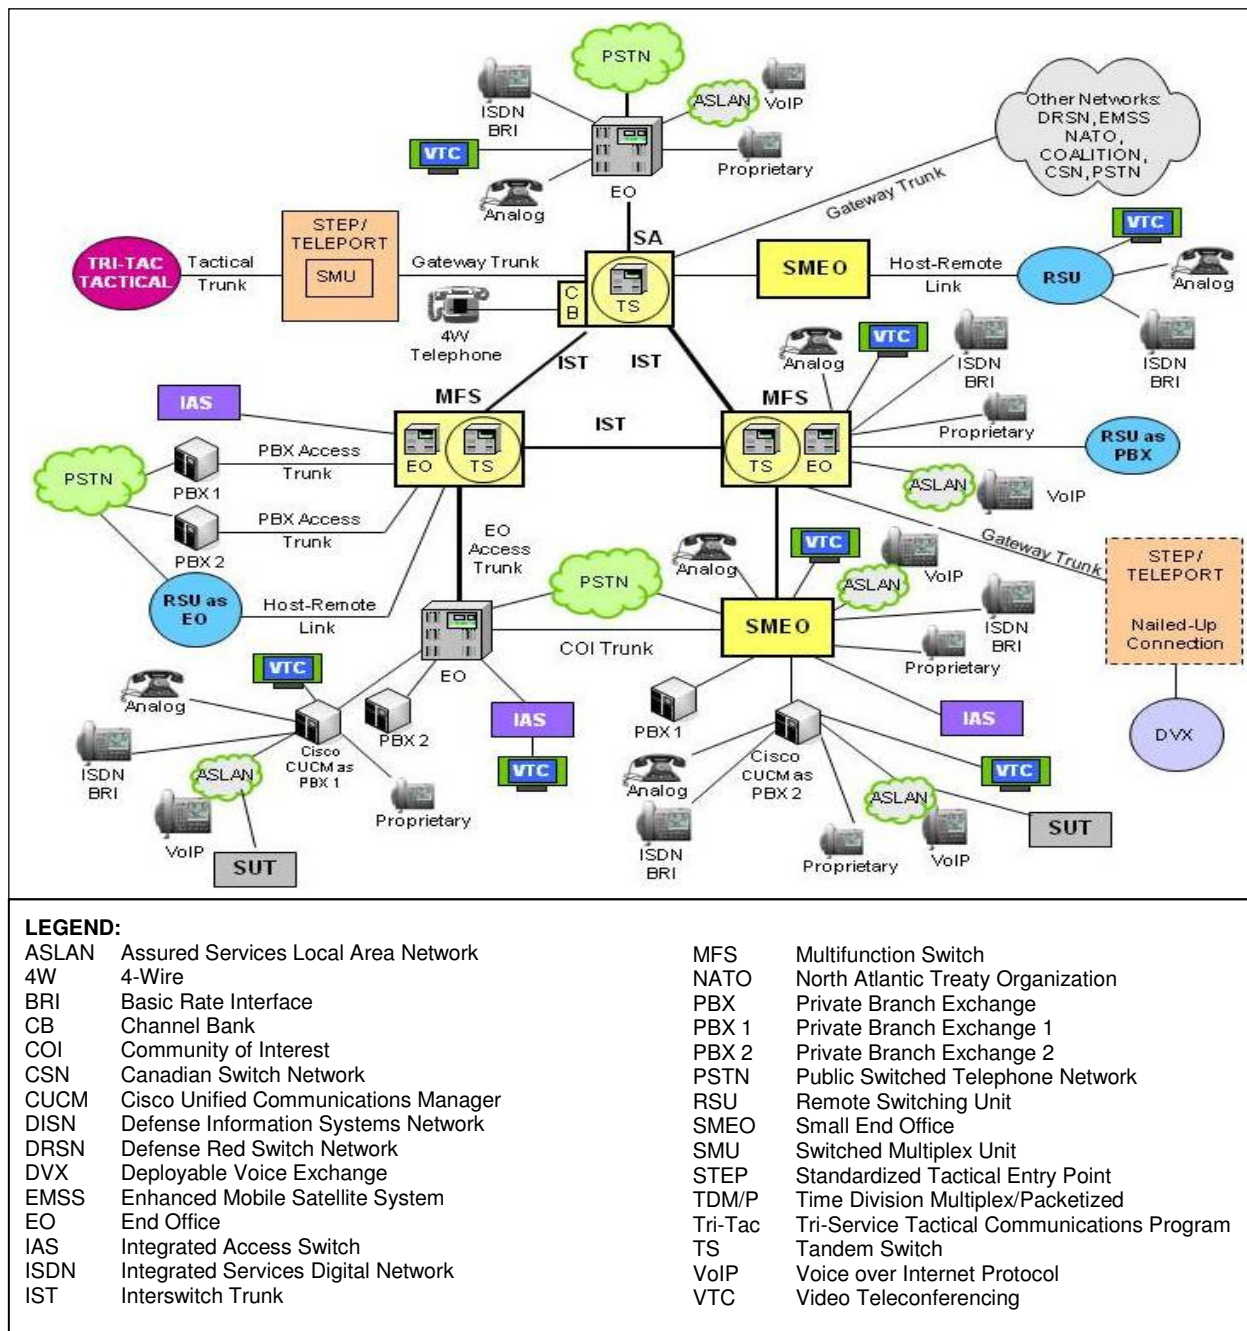 PSTN
ISDN
BRI
ASLAN
VoIP
VTC
Proprietary
Analog
EO
Other Networks:
DRSN, EMSS
NATO,
COALITION,
CSN, PSTN
Gateway Trunk
SA
TRI-TAC
TACTICAL
Tactical
Trunk
STEP/
TELEPORT
SMU
Gateway Trunk
C
B
TS
SMEO
Host-Remote
Link
RSU
VTC
Analog
ISDN
BRI
4W
Telephone
IST
IST
Analog
VTC
ISDN
BRI
IAS
MFS
EO
TS
IST
MFS
TS
EO
Proprietary
RSU as
PBX
PSTN
PBX 1
PBX Access
Trunk
PBX 2
PBX Access
Trunk
ASLAN
VoIP
EO
Access
Trunk
Gateway Trunk
STEP/
TELEPORT
Nailed-Up
Connection
DVX
RSU as
EO
Host-Remote
Link
PSTN
Analog
VTC
ASLAN
VoIP
EO
COI Trunk
SMEO
ISDN
BRI
Proprietary
VTC
Analog
ISDN
BRI
Cisco
CUCM as
PBX 1
PBX 2
IAS
VTC
ASLAN
VoIP
SUT
Proprietary
PBX 1
Cisco
CUCM as
PBX 2
IAS
Analog
ISDN
BRI
Proprietary
ASLAN
VoIP
VTC
SUT
LEGEND:
ASLAN Assured Services Local Area Network
4W 4-Wire
BRI Basic Rate Interface
CB Channel Bank
COI Community of Interest
CSN Canadian Switch Network
CUCM Cisco Unified Communications Manager
DISN Defense Information Systems Network
DRSN Defense Red Switch Network
DVX Deployable Voice Exchange
EMSS Enhanced Mobile Satellite System
EO End Office
IAS Integrated Access Switch
ISDN Integrated Services Digital Network
IST Interswitch Trunk
MFS Multifunction Switch
NATO North Atlantic Treaty Organization
PBX Private Branch Exchange
PBX 1 Private Branch Exchange 1
PBX 2 Private Branch Exchange 2
PSTN Public Switched Telephone Network
RSU Remote Switching Unit
SMEO Small End Office
SMU Switched Multiplex Unit
STEP Standardized Tactical Entry Point
TDM/P Time Division Multiplex/Packetized
Tri-Tac Tri-Service Tactical Communications Program
TS Tandem Switch
VoIP Voice over Internet Protocol
VTC Video Teleconferencing